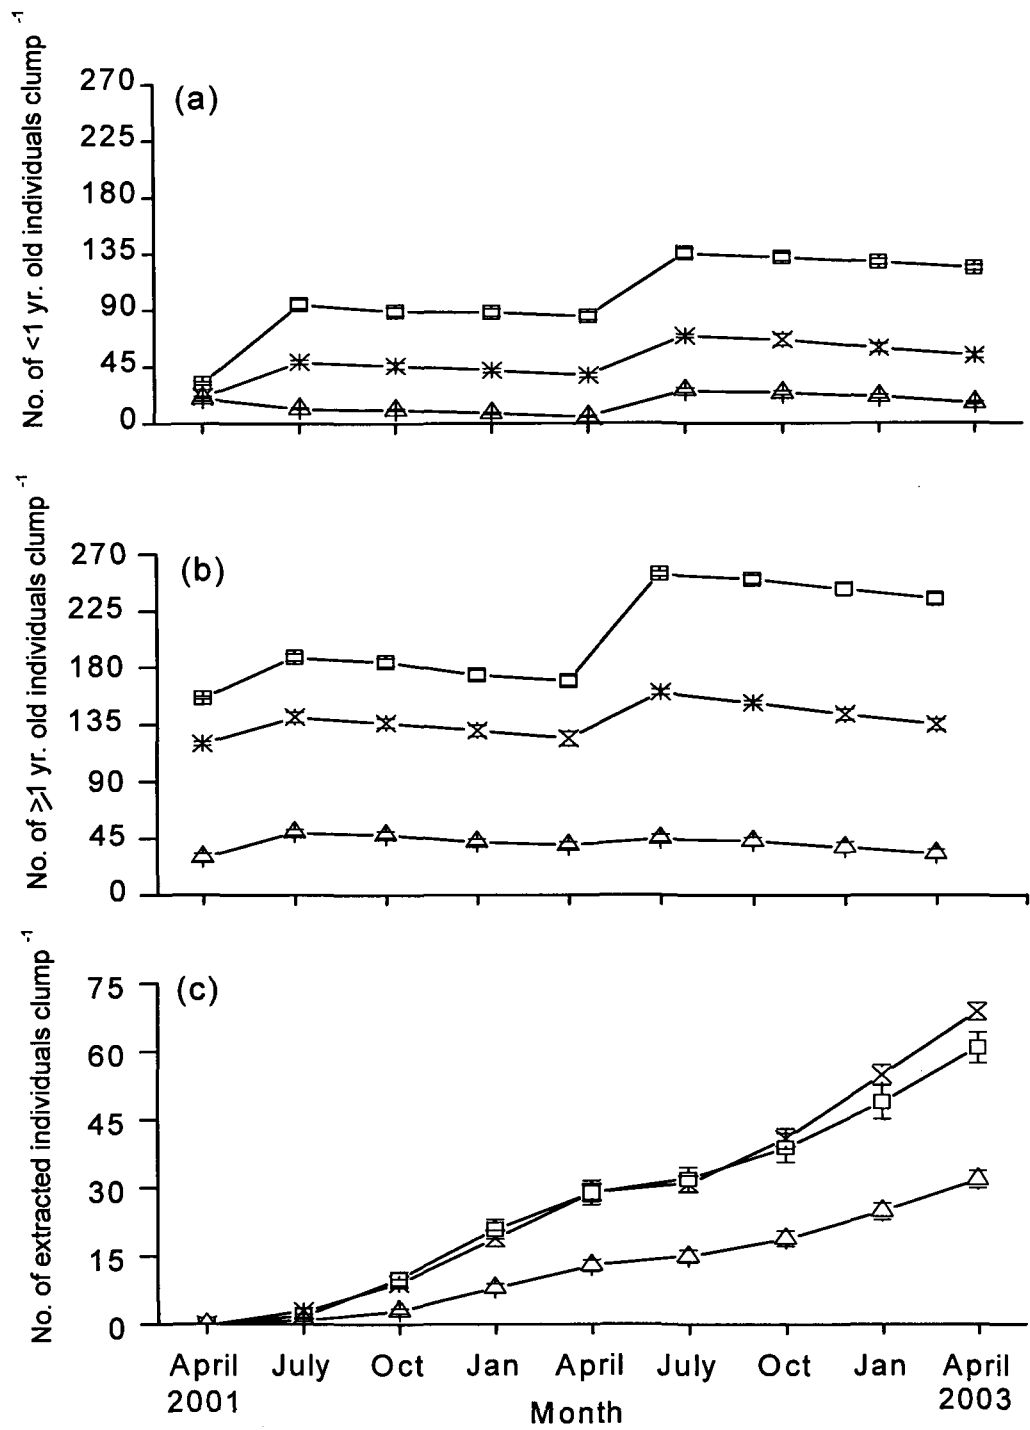 No. of <1 yr. old individuals clump -1
270
(a)
225
180
135
90
45
0
No. of ⩾1 yr. old individuals clump -1
270
(b)
225
180
135
90
45
0
No. of extracted individuals clump -1
75
(c)
60
45
30
15
0
April July Oct Jan April July Oct Jan April
2001 2003
Month